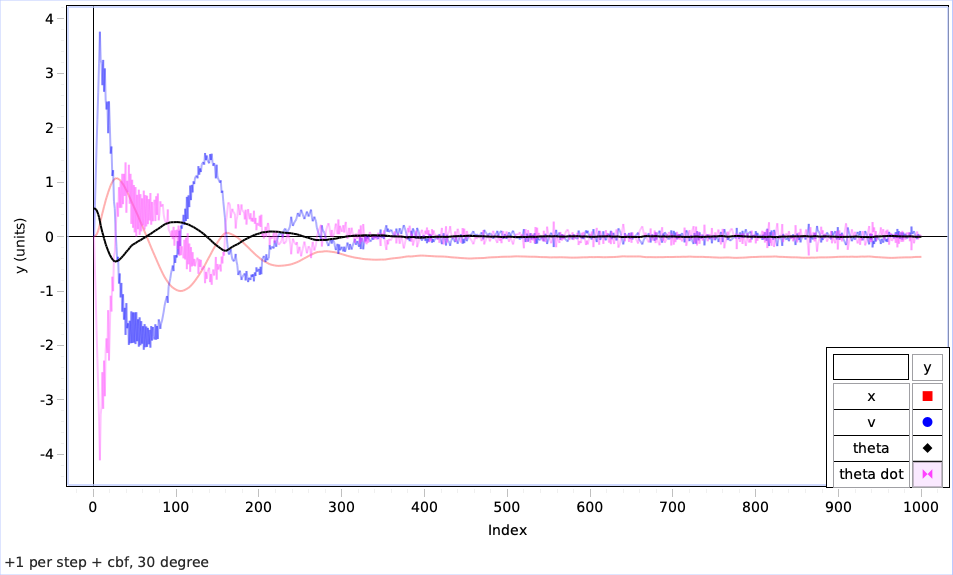 4
3
2
1
0
-1
-2
-3
-4
y (units)
0 100 200 300 400 500 600 700 800 900 1000
Index
y
x
v
theta
theta dot
+1 per step + cbf, 30 degree